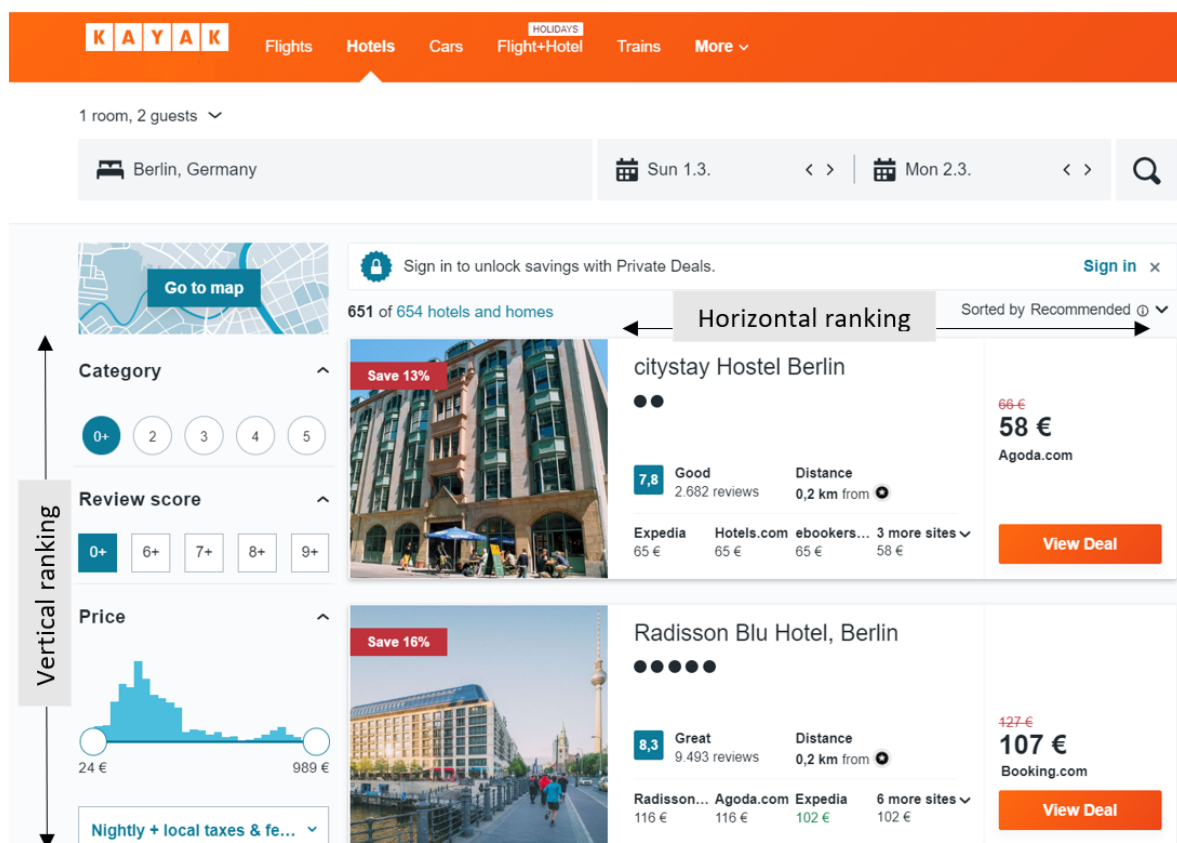 KAYAK
HOLIDAYS
Flights Hotels Cars Flight+Hotel Trains More
1 room, 2 guests
Berlin, Germany Sun 1.3. Mon 2.3.
Go to map
Sign in to unlock savings with Private Deals. Sign in
651 of 654 hotels and homes
Horizontal ranking
Sorted by Recommended
Vertical ranking
Category
0+ 2 3 4 5
Review score
0+ 6+ 7+ 8+ 9+
Price
24 € 989 €
Nightly + local taxes & fe...
Save 13%
citystay Hostel Berlin
7,8 Good
2.682 reviews
Distance
0,2 km from
Expedia Hotels.com ebookers... 3 more sites
65 € 65 € 65 € 58 €
66 €
58 €
Agoda.com
View Deal
Save 16%
Radisson Blu Hotel, Berlin
8,3 Great
9.493 reviews
Distance
0,2 km from
Radisson... Agoda.com Expedia 6 more sites
116 € 116 € 102 € 102 €
127 €
107 €
Booking.com
View Deal